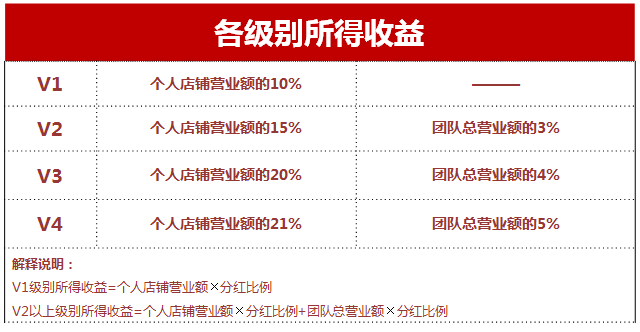 各级别所得收益
V1 个人店铺营业额的10% ———
V2 个人店铺营业额的15% 团队总营业额的3%
V3 个人店铺营业额的20% 团队总营业额的4%
V4 个人店铺营业额的21% 团队总营业额的5%
解释说明：
V1级别所得收益=个人店铺营业额×分红比例
V2以上级别所得收益=个人店铺营业额×分红比例+团队总营业额×分红比例